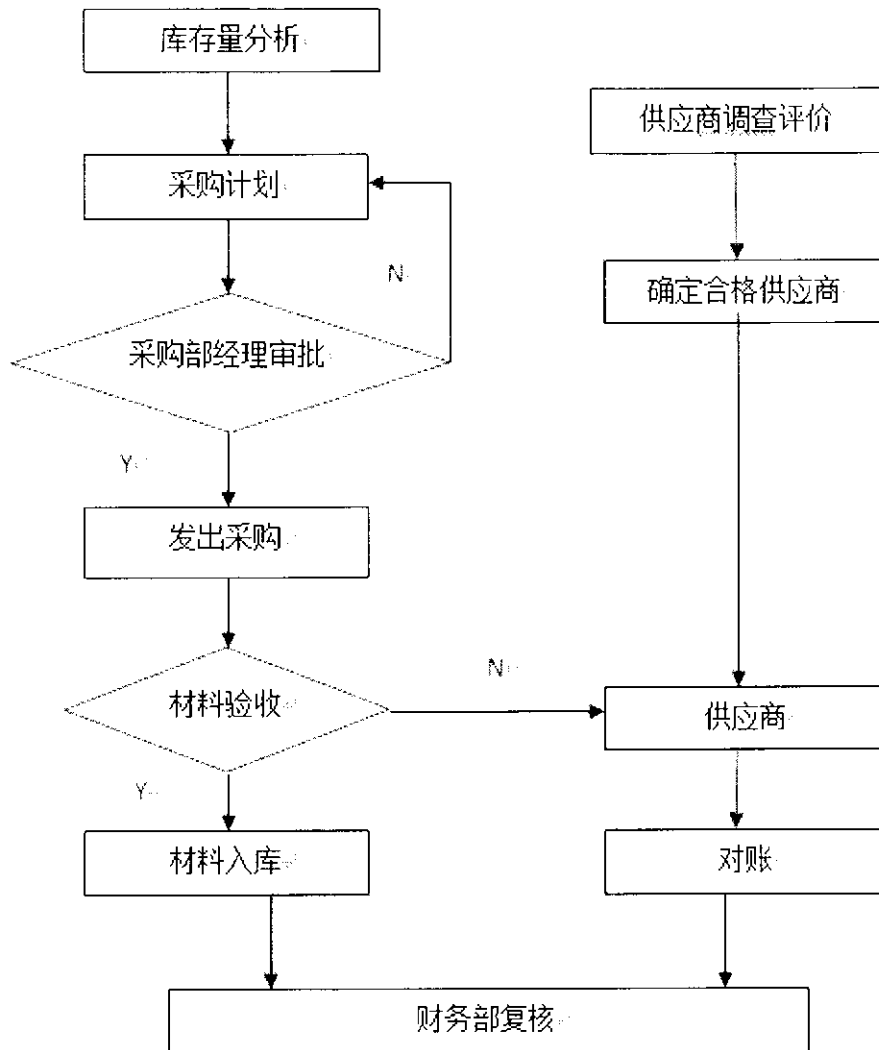 库存量分析
供应商调查评价
采购计划
N
确定合格供应商
采购部经理审批
Y
发出采购
N
材料验收
供应商
Y
材料入库
对账
财务部复核